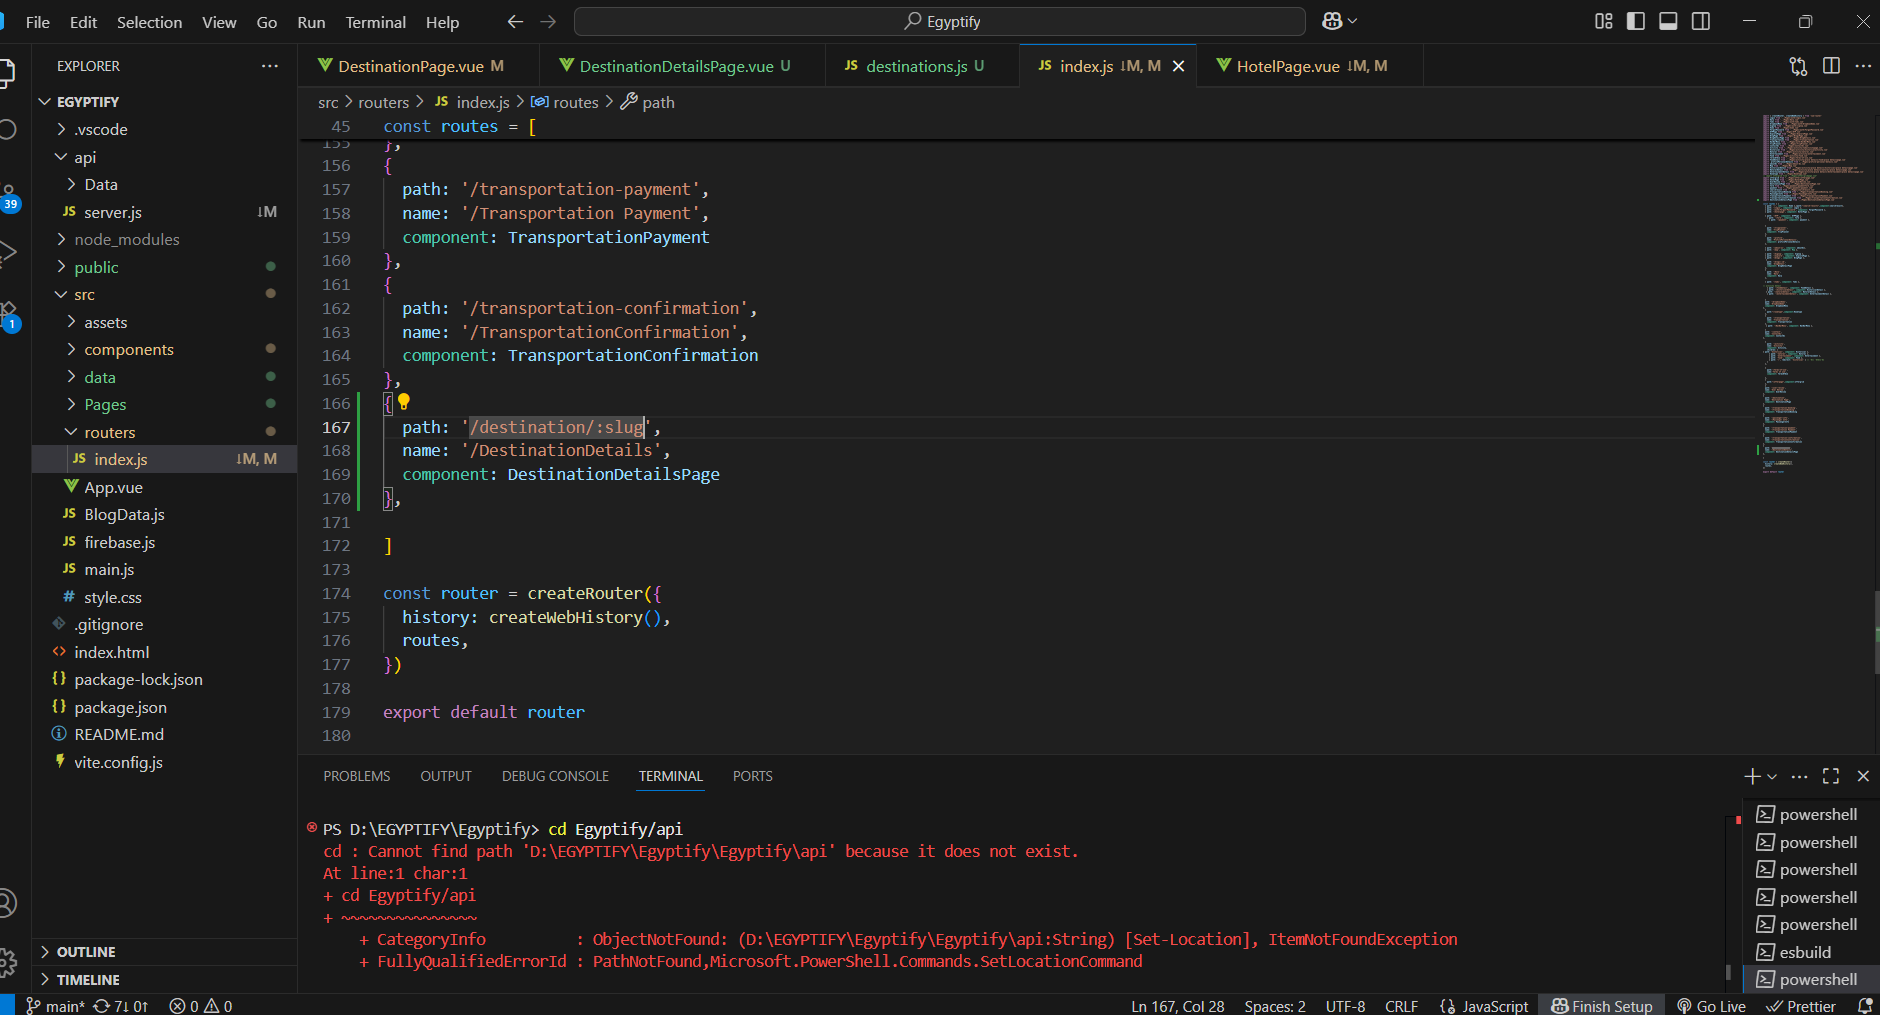 File Edit Selection View Go Run Terminal Help
Egyptify
EXPLORER
DestinationPage.vue M
DestinationDetailsPage.vue U
JS destinations.js U
JS index.js ↓M, M
HotelPage.vue ↓M, M
src > routers > JS index.js > routes > path
EGYPTIFY
.vscode
api
Data
JS server.js ↓M
node_modules
public
src
assets
components
data
Pages
routers
JS index.js ↓M, M
App.vue
JS BlogData.js
JS firebase.js
JS main.js
# style.css
.gitignore
<> index.html
{} package-lock.json
{} package.json
README.md
vite.config.js
OUTLINE
TIMELINE
39
1
45 const routes = [
155 },
156 {
157 path: '/transportation-payment',
158 name: '/Transportation Payment',
159 component: TransportationPayment
160 },
161 {
162 path: '/transportation-confirmation',
163 name: '/TransportationConfirmation',
164 component: TransportationConfirmation
165 },
166 {
167 path: '/destination/:slug',
168 name: '/DestinationDetails',
169 component: DestinationDetailsPage
170 },
171
172 ]
173
174 const router = createRouter({
175 history: createWebHistory(),
176 routes,
177 })
178
179 export default router
180
PROBLEMS OUTPUT DEBUG CONSOLE TERMINAL PORTS
PS D:\EGYPTIFY\Egyptify> cd Egyptify/api
cd : Cannot find path 'D:\EGYPTIFY\Egyptify\Egyptify\api' because it does not exist.
At line:1 char:1
+ cd Egyptify/api
+ ~~~~~~~~~~~~~~~
+ CategoryInfo : ObjectNotFound: (D:\EGYPTIFY\Egyptify\Egyptify\api:String) [Set-Location], ItemNotFoundException
+ FullyQualifiedErrorId : PathNotFound,Microsoft.PowerShell.Commands.SetLocationCommand
powershell
powershell
powershell
powershell
powershell
esbuild
powershell
main* 7↓ 0↑ 0 0
Ln 167, Col 28 Spaces: 2 UTF-8 CRLF {} JavaScript Finish Setup Go Live Prettier